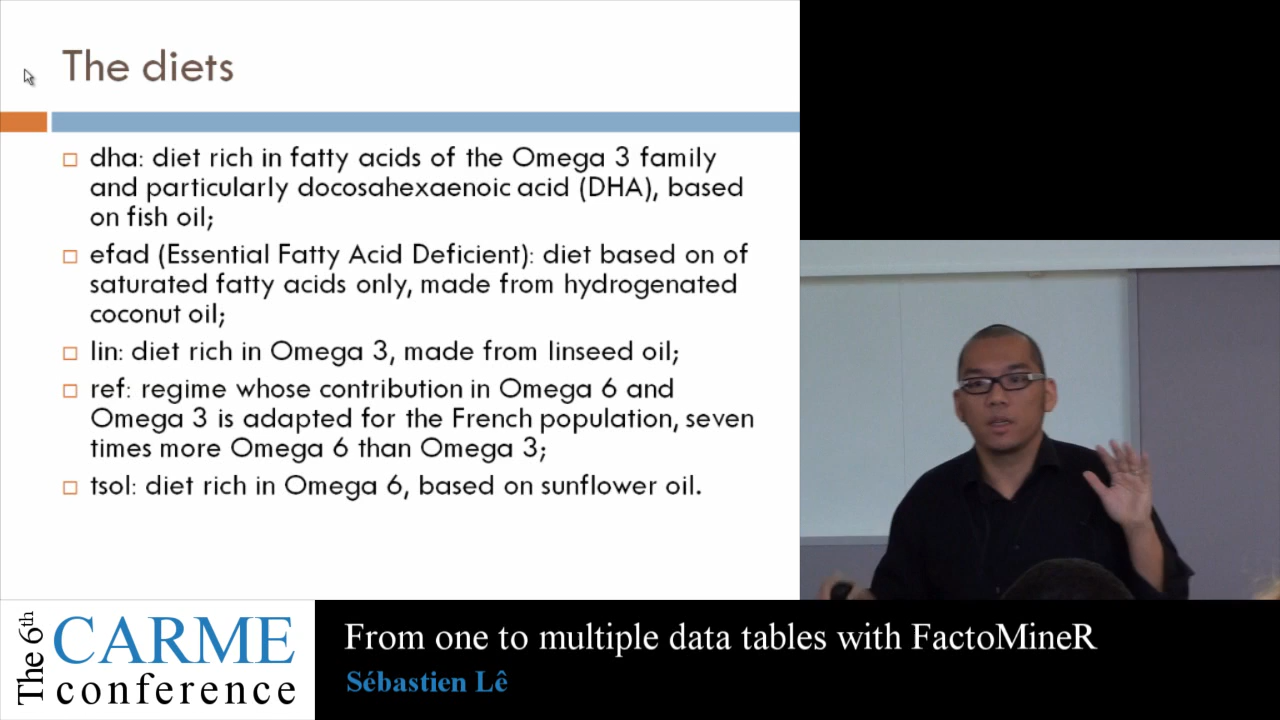 The diets
dha: diet rich in fatty acids of the Omega 3 family
and particularly docosahexaenoic acid (DHA), based
on fish oil;
efad (Essential Fatty Acid Deficient): diet based on of
saturated fatty acids only, made from hydrogenated
coconut oil;
lin: diet rich in Omega 3, made from linseed oil;
ref: regime whose contribution in Omega 6 and
Omega 3 is adapted for the French population, seven
times more Omega 6 than Omega 3;
tsol: diet rich in Omega 6, based on sunflower oil.
The 6th
CARME
conference
From one to multiple data tables with FactoMineR
Sébastien Lê